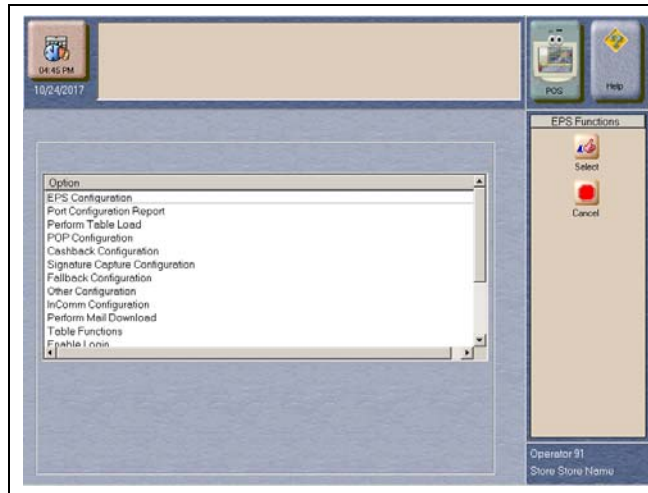 04:45 PM
10/24/2017
POS
Help
EPS Functions
Select
Cancel
Option
EPS Configuration
Port Configuration Report
Perform Table Load
POP Configuration
Cashback Configuration
Signature Capture Configuration
Fallback Configuration
Other Configuration
InComm Configuration
Perform Mail Download
Table Functions
Enable Login
Operator 91
Store Store Name